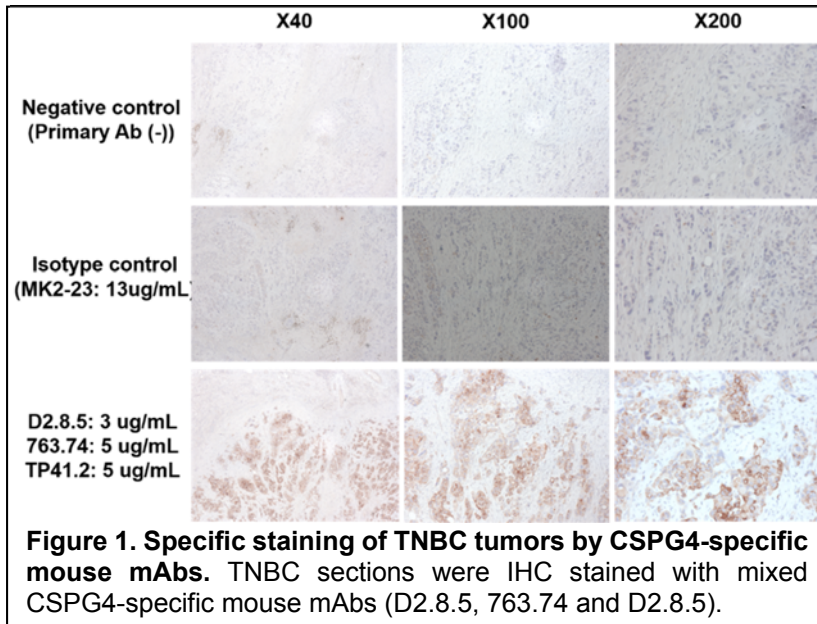 X40 X100 X200
Negative control
(Primary Ab (-))
Isotype control
(MK2-23: 13ug/mL)
D2.8.5: 3 ug/mL
763.74: 5 ug/mL
TP41.2: 5 ug/mL
Figure 1. Specific staining of TNBC tumors by CSPG4-specific
mouse mAbs. TNBC sections were IHC stained with mixed
CSPG4-specific mouse mAbs (D2.8.5, 763.74 and D2.8.5).